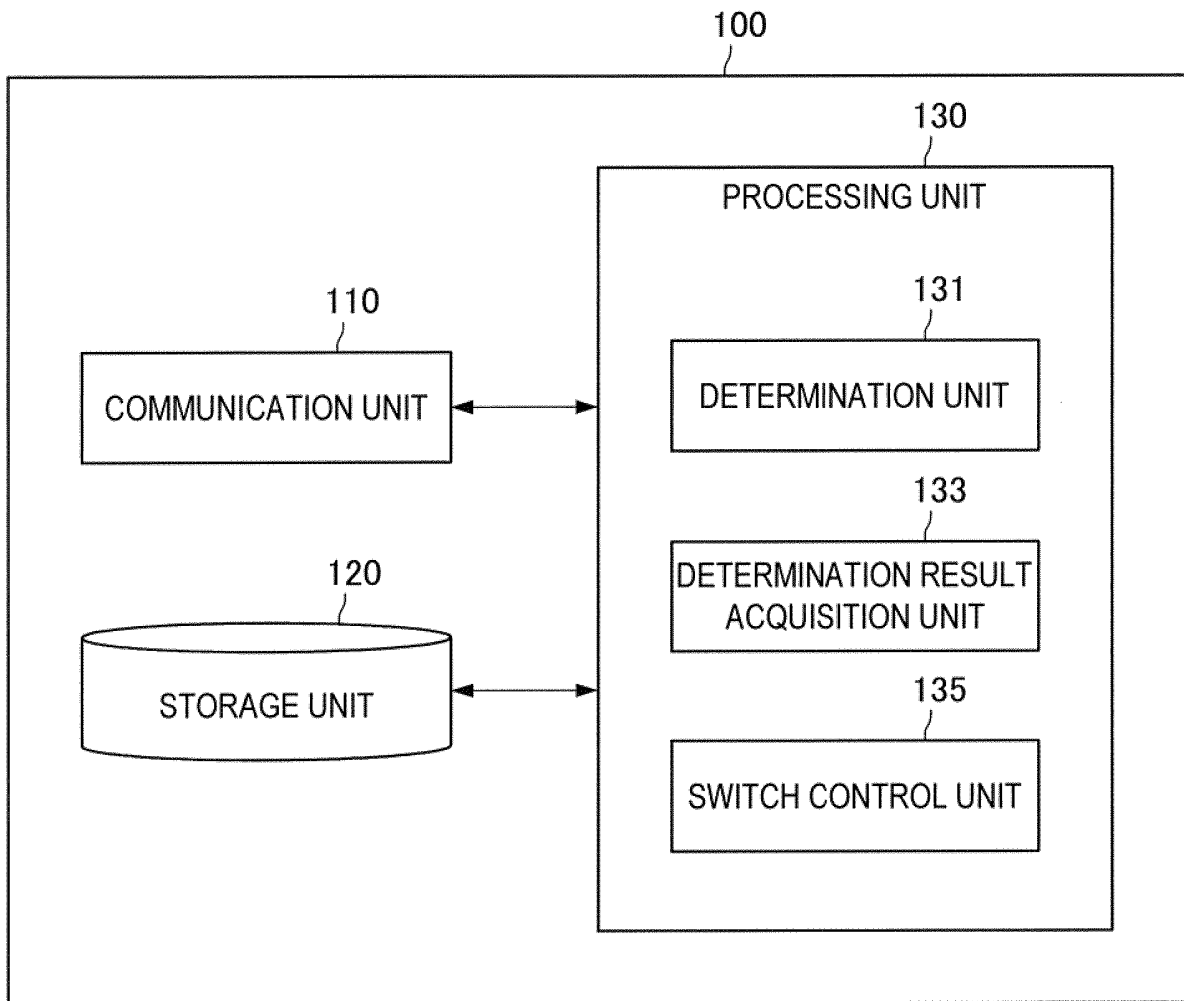 100
130
PROCESSING UNIT
110
COMMUNICATION UNIT
131
DETERMINATION UNIT
133
DETERMINATION RESULT
ACQUISITION UNIT
120
STORAGE UNIT
135
SWITCH CONTROL UNIT